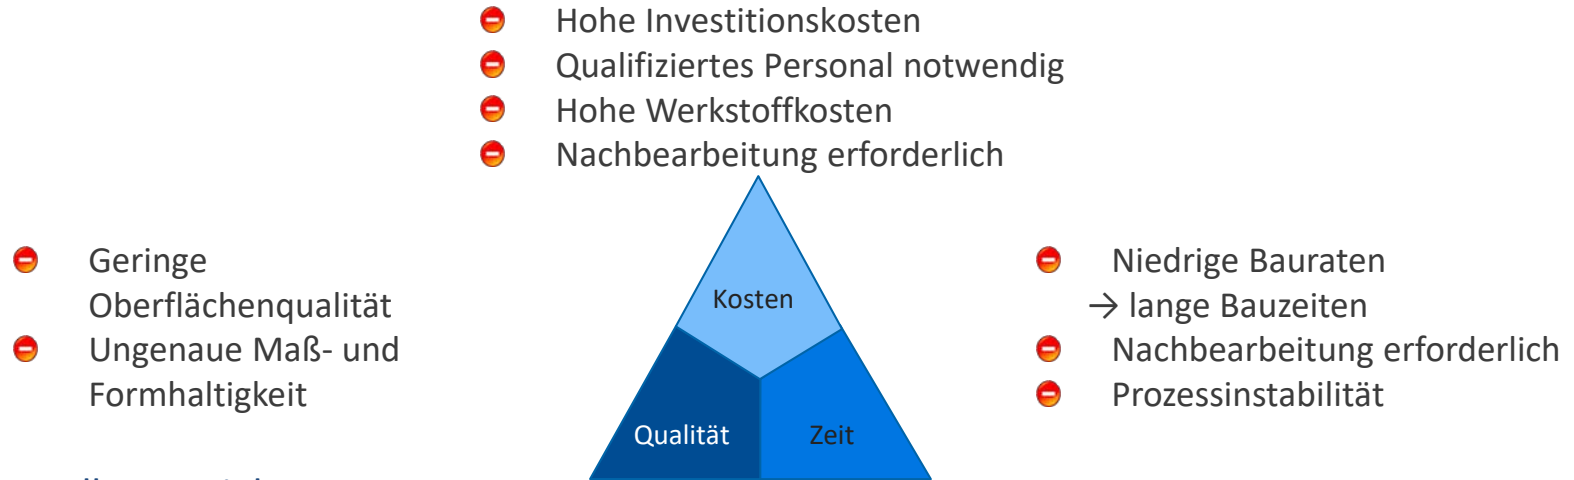 Hohe Investitionskosten
Qualifiziertes Personal notwendig
Hohe Werkstoffkosten
Nachbearbeitung erforderlich
Geringe
Oberflächenqualität
Ungenaue Maß- und
Formhaltigkeit
Kosten
Qualität
Zeit
Niedrige Bauraten
→ lange Bauzeiten
Nachbearbeitung erforderlich
Prozessinstabilität